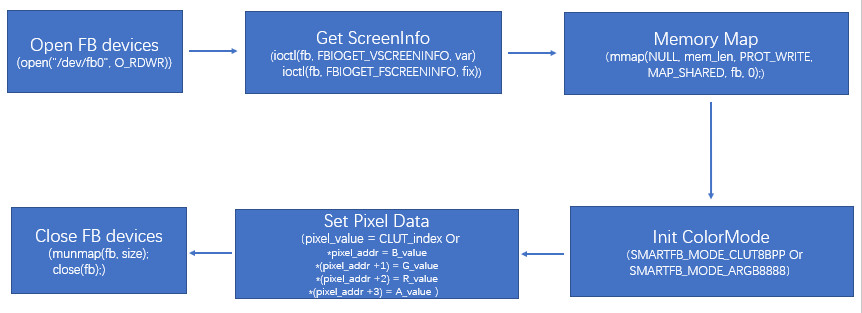 Open FB devices
(open("/dev/fb0", O_RDWR))
Get ScreenInfo
(ioctl(fb, FBIOGET_VSCREENINFO, var)
ioctl(fb, FBIOGET_FSCREENINFO, fix))
Memory Map
(mmap(NULL, mem_len, PROT_WRITE,
MAP_SHARED, fb, 0);)
Init ColorMode
(SMARTFB_MODE_CLUT8BPP Or
SMARTFB_MODE_ARGB8888)
Set Pixel Data
(pixel_value = CLUT_index Or
*pixel_addr = B_value
*(pixel_addr +1) = G_value
*(pixel_addr +2) = R_value
*(pixel_addr +3) = A_value )
Close FB devices
(munmap(fb, size);
close(fb);)